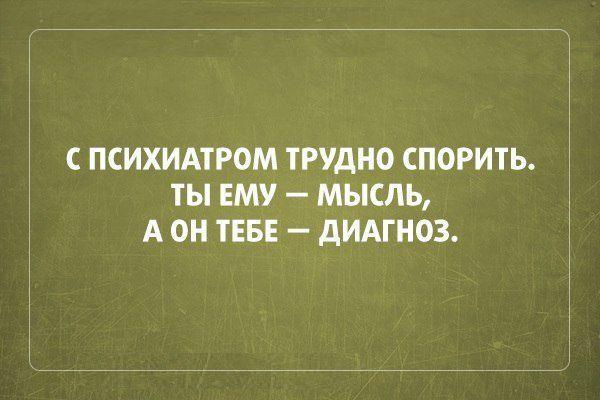 С ПСИХИАТРОМ ТРУДНО СПОРИТЬ.
ТЫ ЕМУ — МЫСЛЬ,
А ОН ТЕБЕ — ДИАГНОЗ.